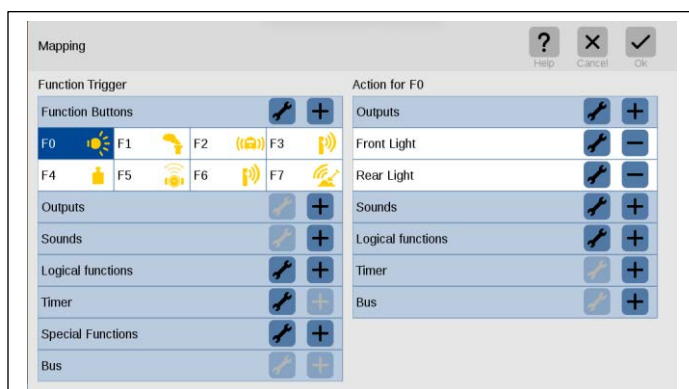 Mapping
? Help
Cancel
Ok
Function Trigger
Function Buttons
F0 F1 F2 F3
F4 F5 F6 F7
Outputs
Sounds
Logical functions
Timer
Special Functions
Bus
Action for F0
Outputs
Front Light
Rear Light
Sounds
Logical functions
Timer
Bus